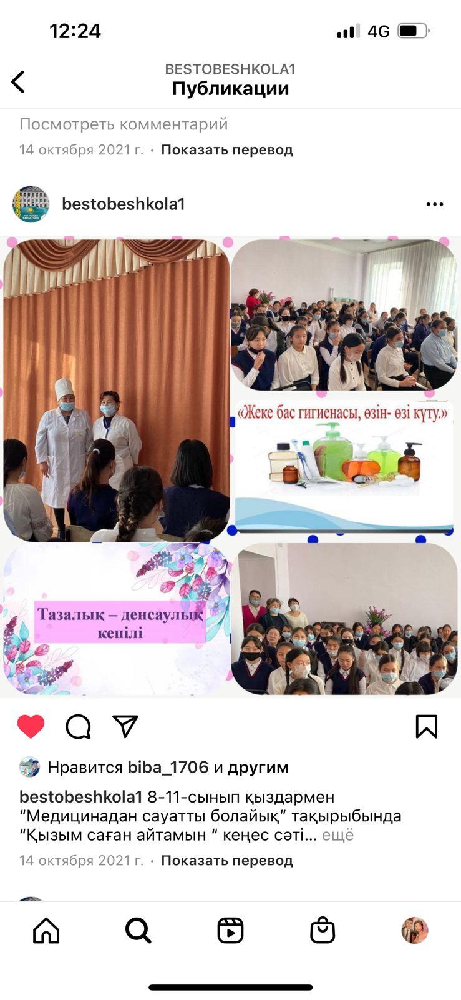 12:24
4G
BESTOBESHKOLA1
Публикации
Посмотреть комментарий
14 октября 2021 г. · Показать перевод
bestobeshkola1
«Жеке бас гигиенасы, өзін- өзі күту.»
Тазалық – денсаулық
кепілі
Нравится biba_1706 и другим
bestobeshkola1 8-11-сынып қыздармен
“Медицинадан сауатты болайық” тақырыбында
“Қызым саған айтамын “ кеңес сәті... ещё
14 октября 2021 г. · Показать перевод